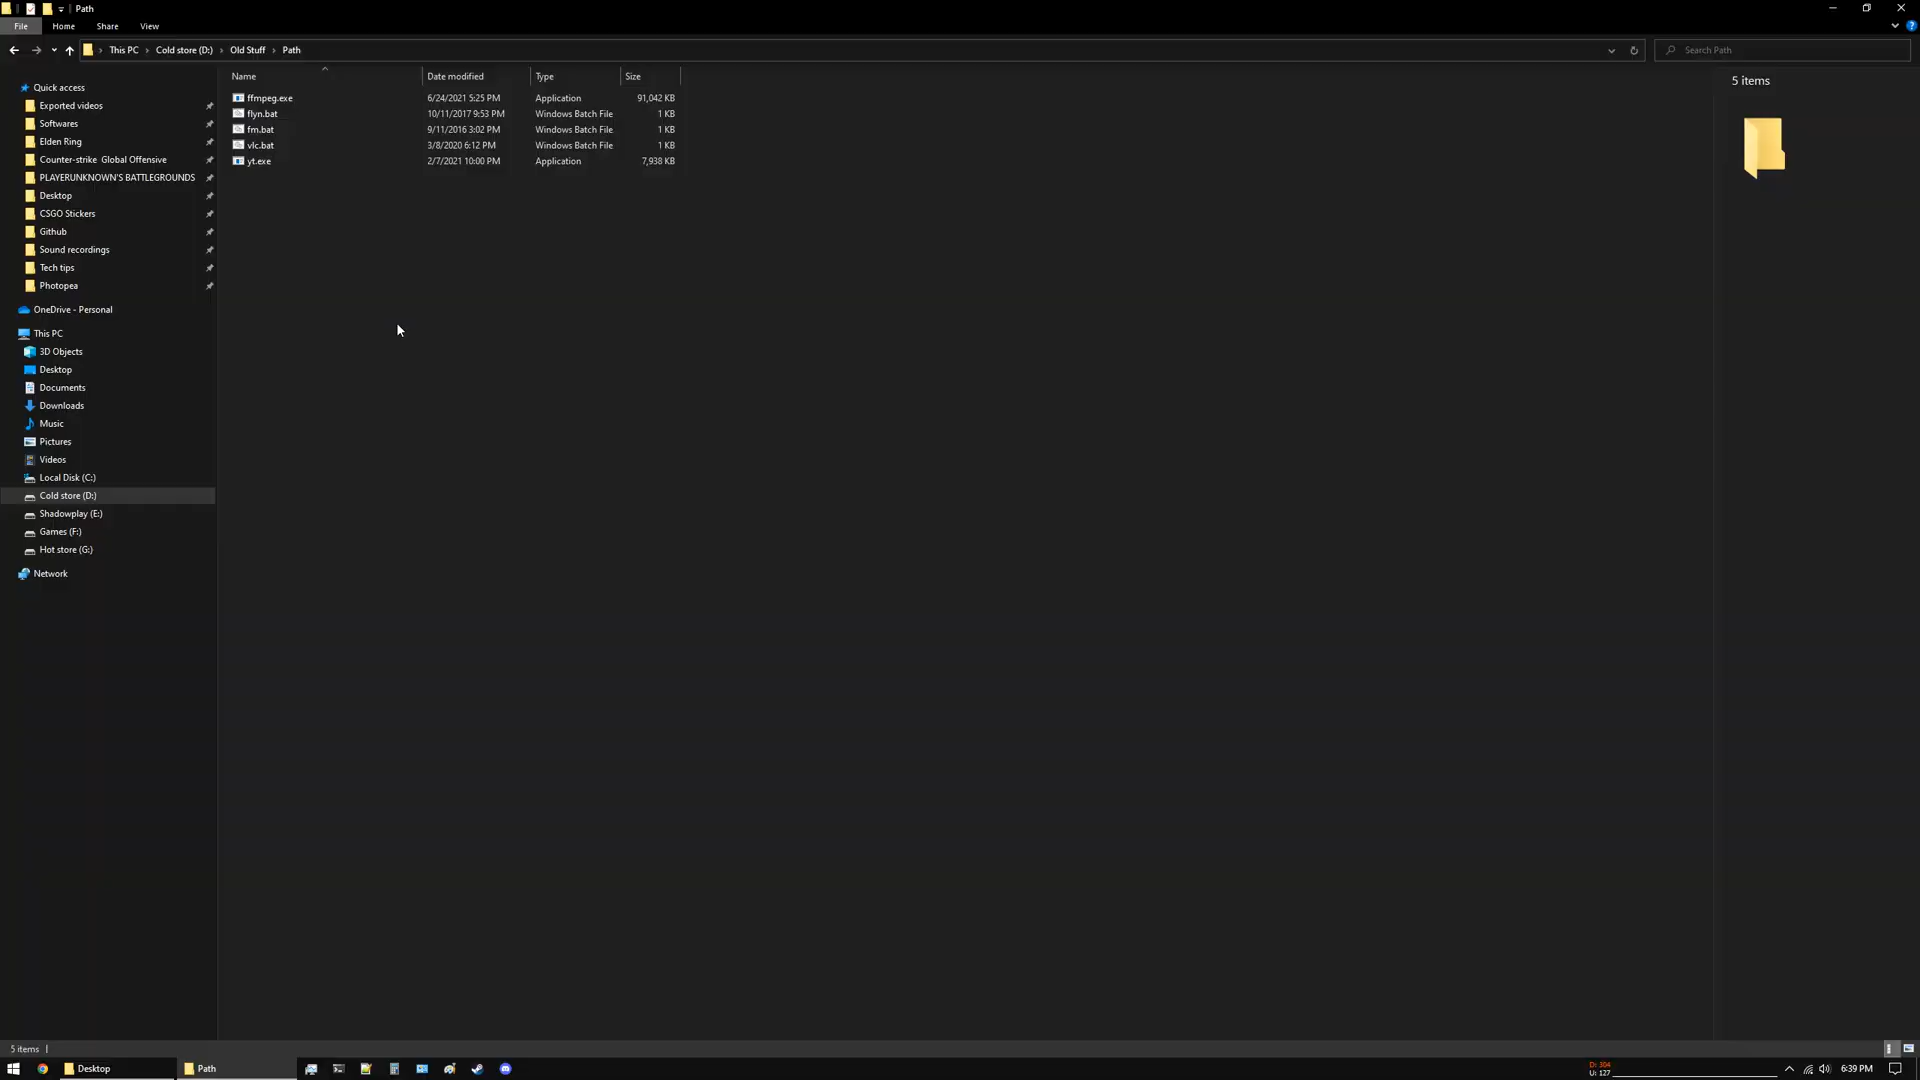 Path
File Home Share View
This PC Cold store (D:) Old Stuff Path
Search Path
Name Date modified Type Size
ffmpeg.exe 6/24/2021 5:25 PM Application 91,042 KB
flyn.bat 10/11/2017 9:53 PM Windows Batch File 1 KB
fm.bat 9/11/2016 3:02 PM Windows Batch File 1 KB
vlc.bat 3/8/2020 6:12 PM Windows Batch File 1 KB
yt.exe 2/7/2021 10:00 PM Application 7,938 KB
5 items
Quick access
Exported videos
Softwares
Elden Ring
Counter-strike Global Offensive
PLAYERUNKNOWN'S BATTLEGROUNDS
Desktop
CSGO Stickers
Github
Sound recordings
Tech tips
Photopea
OneDrive - Personal
This PC
3D Objects
Desktop
Documents
Downloads
Music
Pictures
Videos
Local Disk (C:)
Cold store (D:)
Shadowplay (E:)
Games (F:)
Hot store (G:)
Network
5 items
Desktop
Path
D: 304
U: 127
6:39 PM